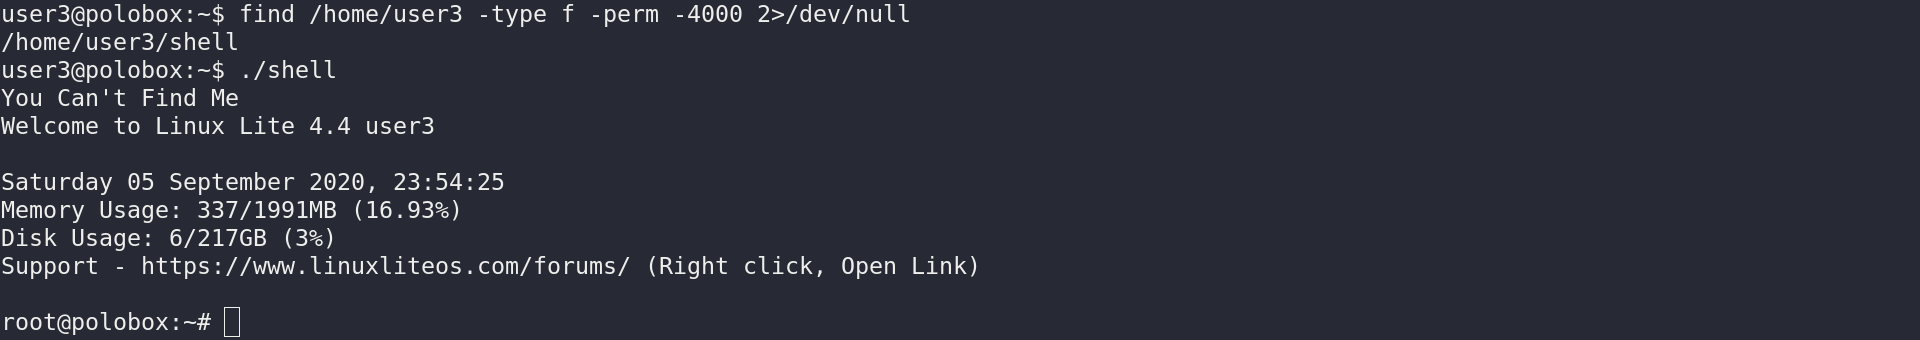 user3@polobox:~$ find /home/user3 -type f -perm -4000 2>/dev/null
/home/user3/shell
user3@polobox:~$ ./shell
You Can't Find Me
Welcome to Linux Lite 4.4 user3
Saturday 05 September 2020, 23:54:25
Memory Usage: 337/1991MB (16.93%)
Disk Usage: 6/217GB (3%)
Support - https://www.linuxliteos.com/forums/ (Right click, Open Link)
root@polobox:~#